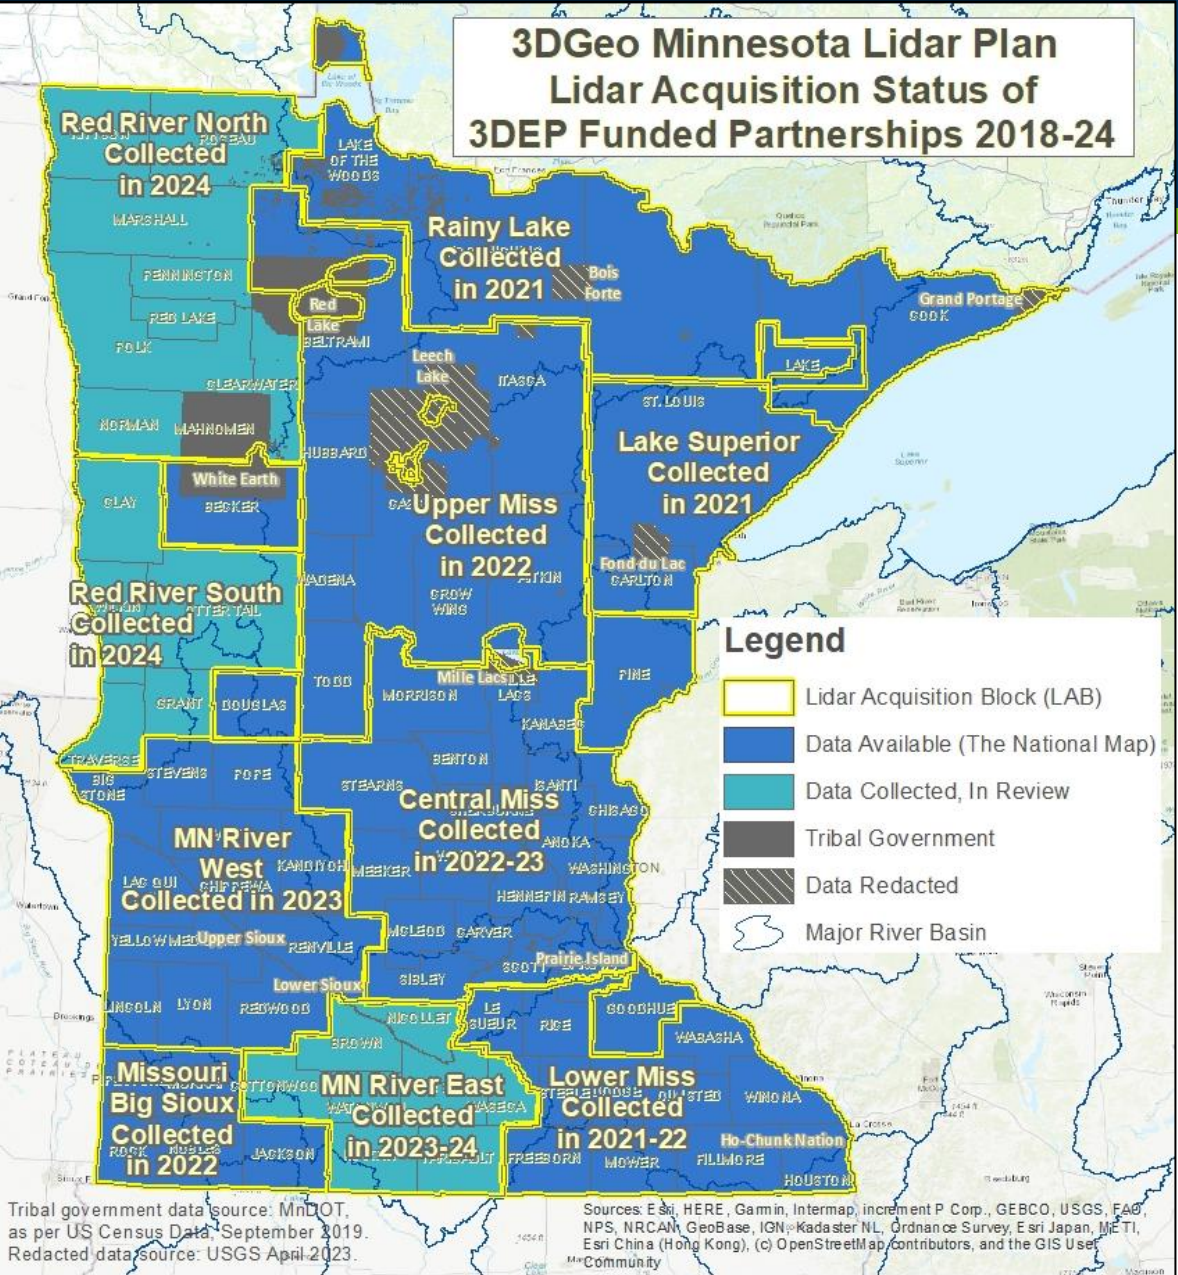 3DGeo Minnesota Lidar Plan
Lidar Acquisition Status of
3DEP Funded Partnerships 2018-24
Red River North
Collected
in 2024
ROSEAU
LAKE
OF THE
WOODS
MARSHALL
Rainy Lake
Collected
in 2021
PENNINGTON
Bois
Forte
Grand Portage
COOK
RED LAKE
Red
Lake
BELTRAMI
POLK
Leech
Lake
LAKE
ITASCA
CLEARWATER
ST. LOUIS
NORMAN
MAHNOMEN
HUBBARD
Lake Superior
Collected
in 2021
White Earth
CLAY
BECKER
Upper Miss
Collected
in 2022
Fond du Lac
CARLTON
WADENA
AITKIN
CROW
WING
Red River South
Collected
in 2024
OTTER TAIL
TODD
Mille Lacs
LACS
PINE
MORRISON
GRANT
DOUGLAS
KANABEC
TRAVERSE
BIG
STONE
STEVENS
POPE
BENTON
STEARNS
ISANTI
CHISAGO
Central Miss
Collected
in 2022-23
ANOKA
MN River
West
Collected in 2023
KANDIYOHI
MEEKER
WASHINGTON
LAC QUI
CHIPPEWA
HENNEPIN
RAMSEY
MCLEOD
CARVER
YELLOW MED
Upper Sioux
RENVILLE
SCOTT
Prairie Island
Lower Sioux
SIBLEY
LINCOLN
LYON
REDWOOD
NICOLLET
LE
SUEUR
RICE
GOODHUE
WABASHA
BROWN
Missouri
Big Sioux
Collected
in 2022
COTTONWOOD
MN River East
Collected
in 2023-24
WASECA
Lower Miss
Collected
in 2021-22
WINONA
Ho-Chunk Nation
ROCK
JACKSON
FREEBORN
MOWER
FILLMORE
HOUSTON
Legend
Lidar Acquisition Block (LAB)
Data Available (The National Map)
Data Collected, In Review
Tribal Government
Data Redacted
Major River Basin
Tribal government data source: MnDOT,
as per US Census Data, September 2019.
Redacted data source: USGS April 2023.
Sources: Esri, HERE, Garmin, Intermap, increment P Corp., GEBCO, USGS, FAO,
NPS, NRCAN, GeoBase, IGN, Kadaster NL, Ordnance Survey, Esri Japan, METI,
Esri China (Hong Kong), (c) OpenStreetMap contributors, and the GIS User
Community